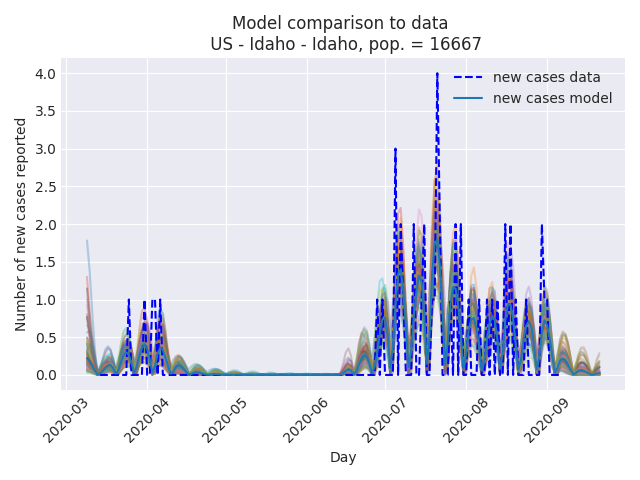 Model comparison to data
US - Idaho - Idaho, pop. = 16667
new cases data
new cases model
Number of new cases reported
4.0
3.5
3.0
2.5
2.0
1.5
1.0
0.5
0.0
2020-03
2020-04
2020-05
2020-06
2020-07
2020-08
2020-09
Day